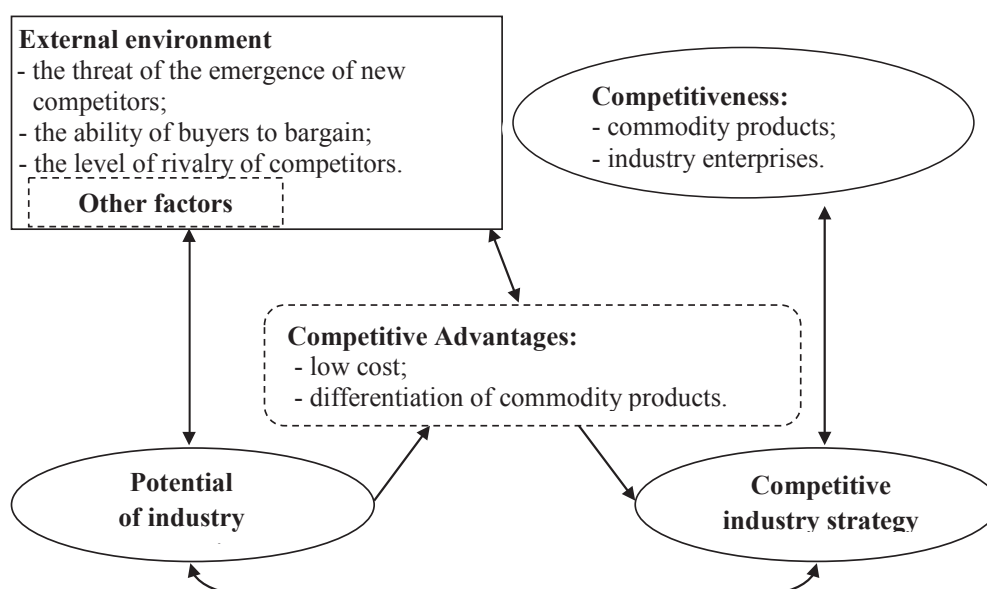 External environment
- the threat of the emergence of new
competitors;
- the ability of buyers to bargain;
- the level of rivalry of competitors.
Other factors
Competitiveness:
- commodity products;
- industry enterprises.
Competitive Advantages:
- low cost;
- differentiation of commodity products.
Potential
of industry
Competitive
industry strategy